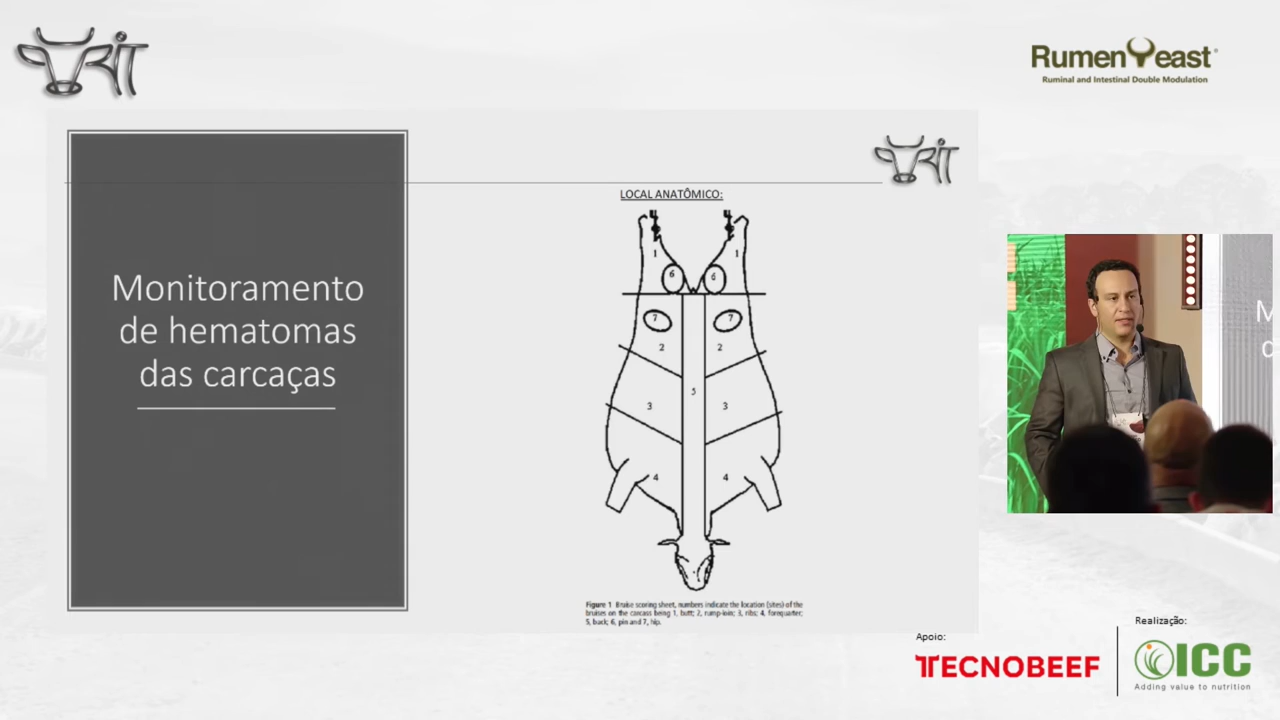 RIT
RumenYeast
Ruminal and Intestinal Double Modulation
RIT
LOCAL ANATÔMICO:
Monitoramento
de hematomas
das carcaças
1 1
6 6
7 7
2 2
5
3 3
4 4
Figure 1 Bruise scoring sheet, numbers indicate the location (sites) of the
bruises on the carcass being 1, butt; 2, rump-loin; 3, ribs; 4, forequarter;
5, back; 6, pin and 7, hip.
Apoio:
TECNOBEEF
Realização:
ICC
Adding value to nutrition